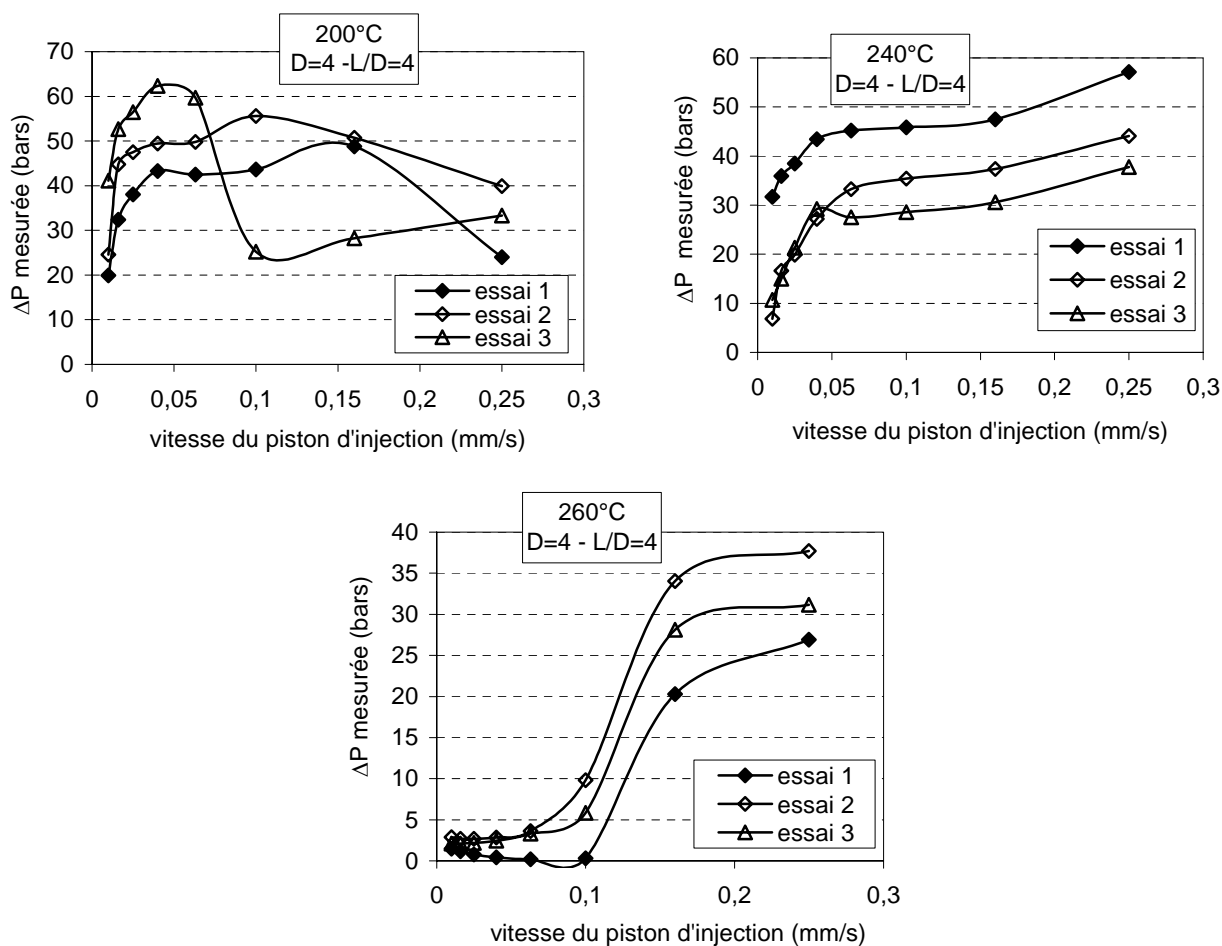 200°C
D=4 -L/D=4
70
60
50
40
30
20
10
0
ΔP mesurée (bars)
0
0,05
0,1
0,15
0,2
0,25
0,3
vitesse du piston d'injection (mm/s)
essai 1
essai 2
essai 3
240°C
D=4 - L/D=4
60
50
40
30
20
10
0
ΔP mesurée (bars)
0
0,05
0,1
0,15
0,2
0,25
0,3
vitesse du piston d'injection (mm/s)
essai 1
essai 2
essai 3
260°C
D=4 - L/D=4
40
35
30
25
20
15
10
5
0
ΔP mesurée (bars)
0
0,1
0,2
0,3
vitesse du piston d'injection (mm/s)
essai 1
essai 2
essai 3